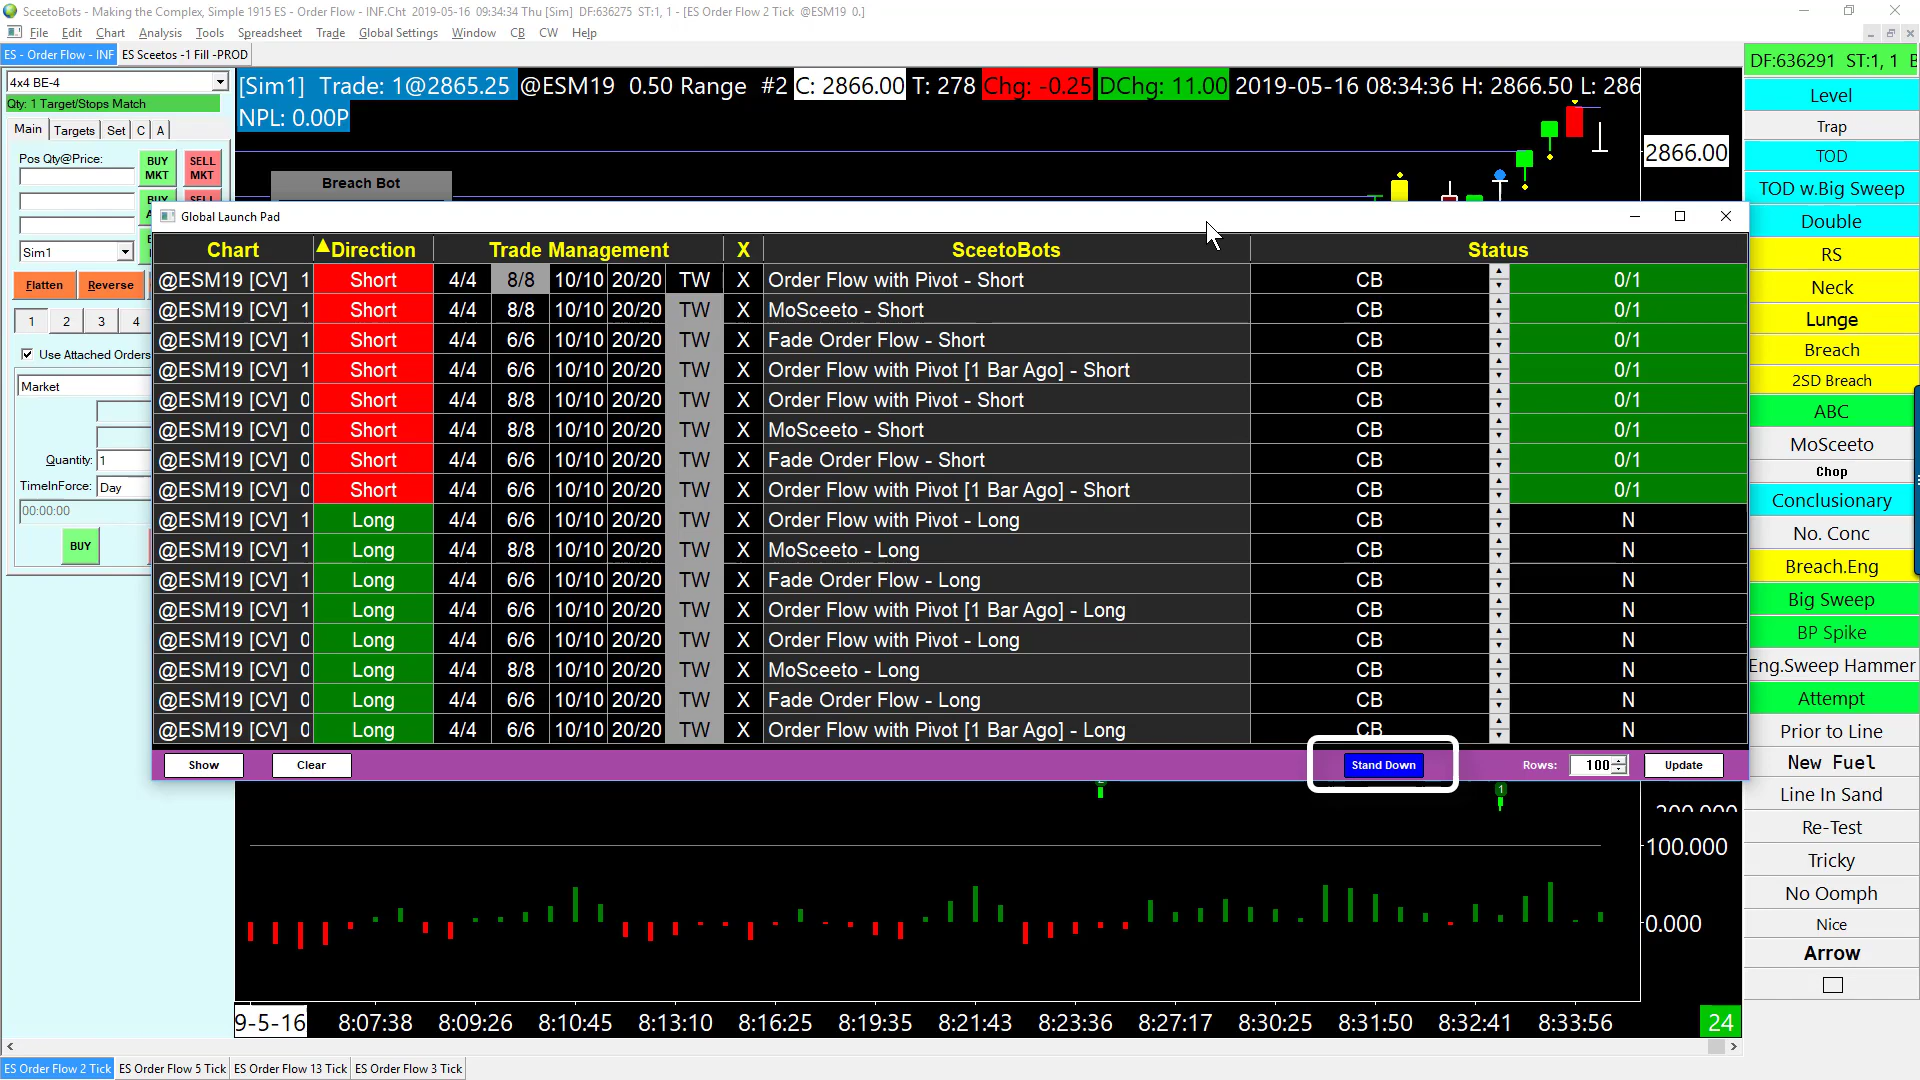 SceetoBots - Making the Complex, Simple 1915 ES - Order Flow - INF.Cht  2019-05-16  09:34:34 Thu [Sim]  DF:636275  ST:1, 1 - [ES Order Flow 2 Tick  @ESM19  0.]
File Edit Chart Analysis Tools Spreadsheet Trade Global Settings Window CB CW Help
ES - Order Flow - INF ES Sceetos -1 Fill -PROD
DF:636291  ST:1, 1
4x4 BE-4
Qty: 1 Target/Stops Match
Main Targets Set C A
Pos Qty@Price:
BUY MKT
SELL MKT
Sim1
Flatten Reverse
1 2 3 4
Use Attached Orders
Market
Quantity: 1
TimeInForce: Day
00:00:00
BUY
[Sim1]  Trade: 1@2865.25 @ESM19  0.50 Range  #2 C: 2866.00 T: 278 Chg: -0.25 DChg: 11.00 2019-05-16 08:34:36 H: 2866.50 L: 286
NPL: 0.00P
2866.00
Breach Bot
Global Launch Pad
Chart Direction Trade Management X SceetoBots Status
@ESM19 [CV] 1 Short 4/4 8/8 10/10 20/20 TW X Order Flow with Pivot - Short CB 0/1
@ESM19 [CV] 1 Short 4/4 8/8 10/10 20/20 TW X MoSceeto - Short CB 0/1
@ESM19 [CV] 1 Short 4/4 6/6 10/10 20/20 TW X Fade Order Flow - Short CB 0/1
@ESM19 [CV] 1 Short 4/4 6/6 10/10 20/20 TW X Order Flow with Pivot [1 Bar Ago] - Short CB 0/1
@ESM19 [CV] 0 Short 4/4 8/8 10/10 20/20 TW X Order Flow with Pivot - Short CB 0/1
@ESM19 [CV] 0 Short 4/4 8/8 10/10 20/20 TW X MoSceeto - Short CB 0/1
@ESM19 [CV] 0 Short 4/4 6/6 10/10 20/20 TW X Fade Order Flow - Short CB 0/1
@ESM19 [CV] 0 Short 4/4 6/6 10/10 20/20 TW X Order Flow with Pivot [1 Bar Ago] - Short CB 0/1
@ESM19 [CV] 1 Long 4/4 6/6 10/10 20/20 TW X Order Flow with Pivot - Long CB N
@ESM19 [CV] 1 Long 4/4 8/8 10/10 20/20 TW X MoSceeto - Long CB N
@ESM19 [CV] 1 Long 4/4 6/6 10/10 20/20 TW X Fade Order Flow - Long CB N
@ESM19 [CV] 1 Long 4/4 6/6 10/10 20/20 TW X Order Flow with Pivot [1 Bar Ago] - Long CB N
@ESM19 [CV] 0 Long 4/4 6/6 10/10 20/20 TW X Order Flow with Pivot - Long CB N
@ESM19 [CV] 0 Long 4/4 8/8 10/10 20/20 TW X MoSceeto - Long CB N
@ESM19 [CV] 0 Long 4/4 6/6 10/10 20/20 TW X Fade Order Flow - Long CB N
@ESM19 [CV] 0 Long 4/4 6/6 10/10 20/20 TW X Order Flow with Pivot [1 Bar Ago] - Long CB N
Show Clear Stand Down Rows: 100 Update
1
100.000
0.000
9-5-16 8:07:38 8:09:26 8:10:45 8:13:10 8:16:25 8:19:35 8:21:43 8:23:36 8:27:17 8:30:25 8:31:50 8:32:41 8:33:56 24
ES Order Flow 2 Tick ES Order Flow 5 Tick ES Order Flow 13 Tick ES Order Flow 3 Tick
Level
Trap
TOD
TOD w.Big Sweep
Double
RS
Neck
Lunge
Breach
2SD Breach
ABC
MoSceeto
Chop
Conclusionary
No. Conc
Breach.Eng
Big Sweep
BP Spike
Eng.Sweep Hammer
Attempt
Prior to Line
New Fuel
Line In Sand
Re-Test
Tricky
No Oomph
Nice
Arrow